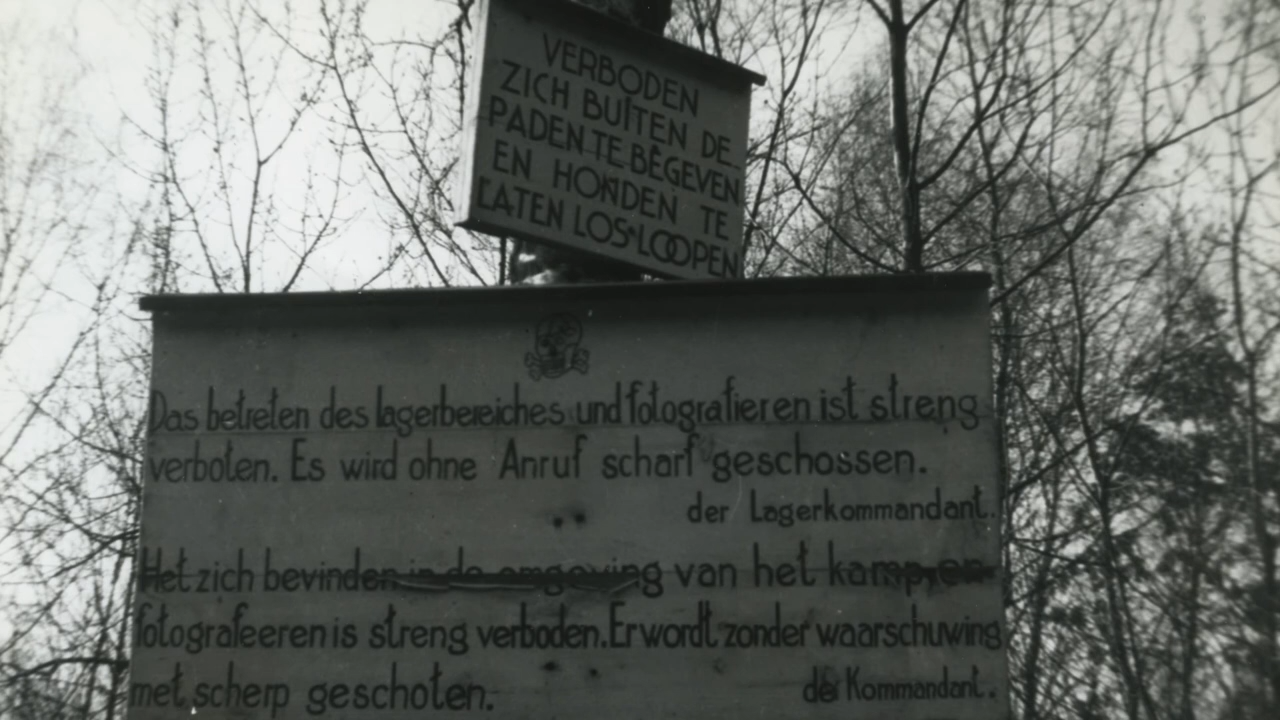 VERBODEN
ZICH BUITEN DE
PADEN TE BEGEVEN
EN HONDEN TE
LATEN LOS LOOPEN
Das betreten des lagerbereiches und fotografieren ist streng
verboten. Es wird ohne Anruf scharf geschossen.
der Lagerkommandant.
Het zich bevinden in de omgeving van het kamp, en
fotografeeren is streng verboden. Er wordt zonder waarschuwing
met scherp geschoten.
de Kommandant.